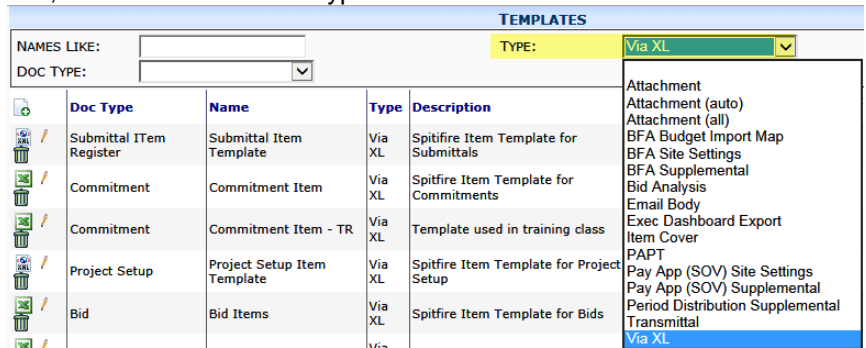 TEMPLATES
NAMES LIKE:
TYPE: Via XL
DOC TYPE:
Attachment
Attachment (auto)
Attachment (all)
BFA Budget Import Map
BFA Site Settings
BFA Supplemental
Bid Analysis
Email Body
Exec Dashboard Export
Item Cover
PAPT
Pay App (SOV) Site Settings
Pay App (SOV) Supplemental
Period Distribution Supplemental
Transmittal
Via XL
Doc Type Name Type Description
Submittal ITem Submittal Item Via Spitifire Item Template for
Register Template XL Submittals
Commitment Commitment Item Via Spitfire Item Template for
XL Commitments
Commitment Commitment Item - TR Via Template used in training class
XL
Project Setup Project Setup Item Via Spitfire Item Template for Project
Template XL Setup
Bid Bid Items Via Spitfire Item Template for Bids
XL